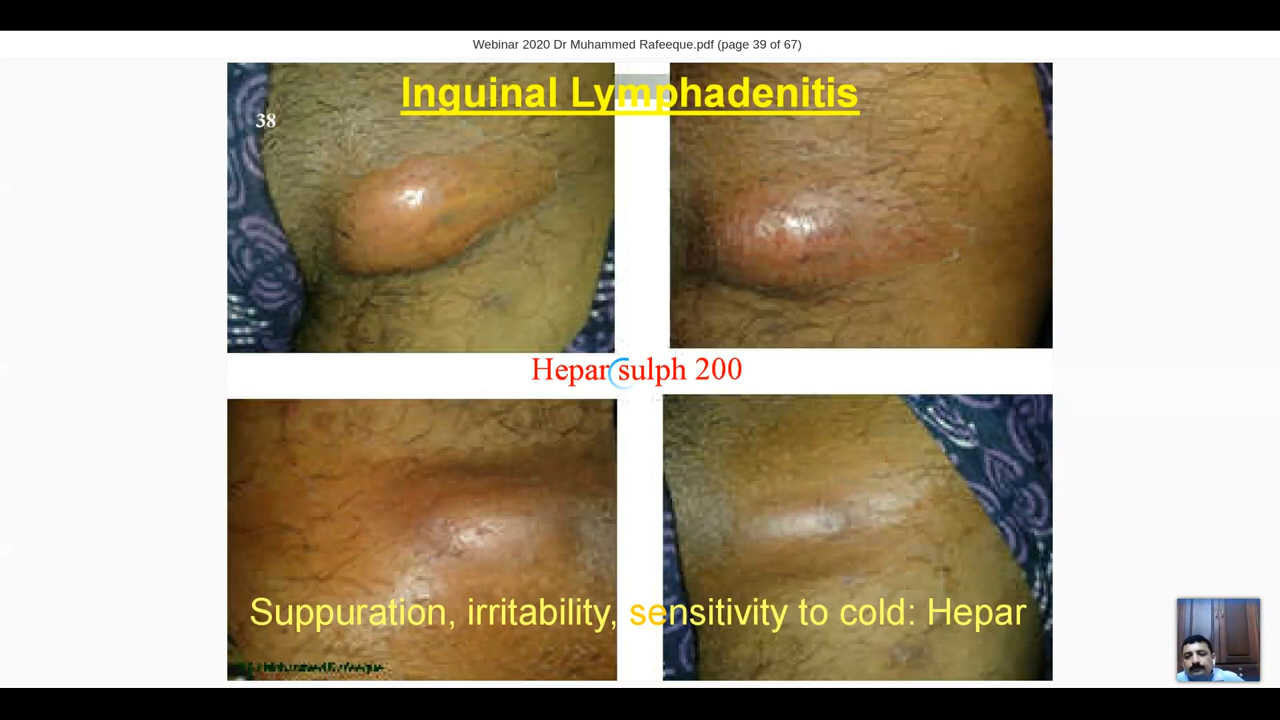 Webinar 2020 Dr Muhammed Rafeeque.pdf (page 39 of 67)
Inguinal Lymphadenitis
38
Hepar sulph 200
Suppuration, irritability, sensitivity to cold: Hepar